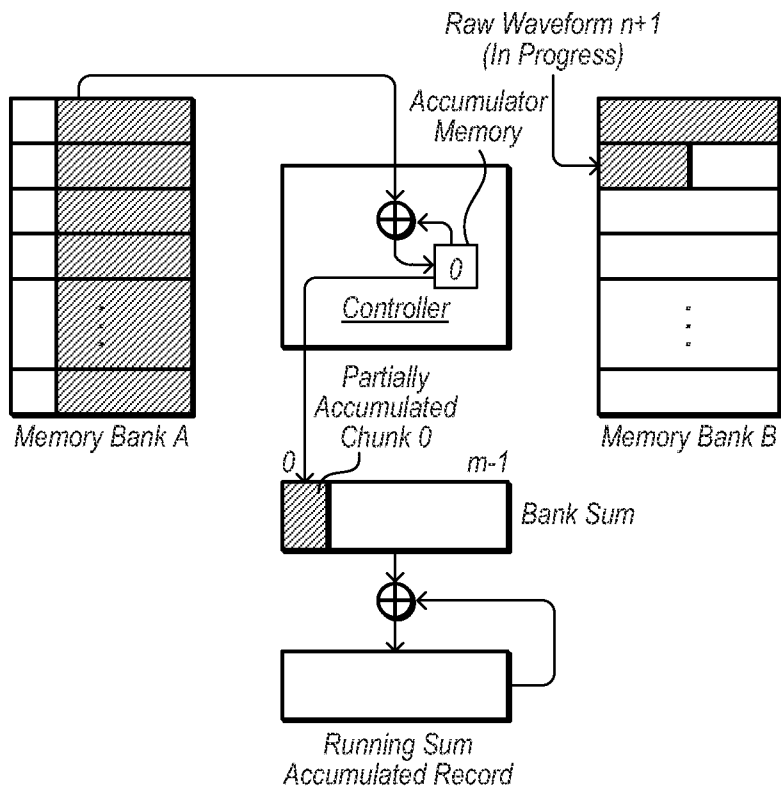 Raw Waveform n+1
(In Progress)
Accumulator
Memory
0
Controller
Partially
Accumulated
Chunk 0
Memory Bank A
Memory Bank B
0
m-1
Bank Sum
Running Sum
Accumulated Record